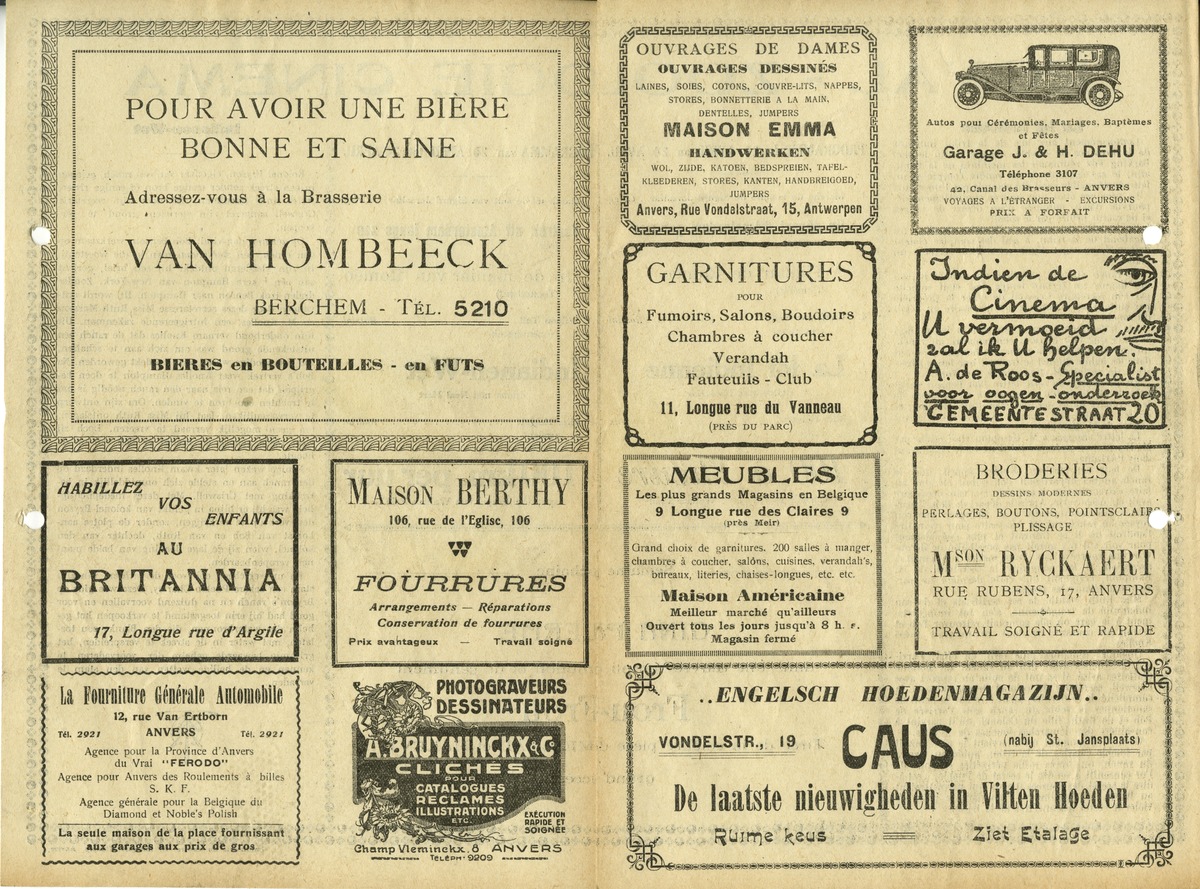 POUR AVOIR UNE BIÈRE
BONNE ET SAINE
Adressez-vous à la Brasserie
VAN HOMBEECK
BERCHEM - TÉL. 5210
BIERES en BOUTEILLES - en FUTS
HABILLEZ
VOS
ENFANTS
AU
BRITANNIA
17, Longue rue d'Argile
MAISON BERTHY
106, rue de l'Eglise, 106
FOURRURES
Arrangements — Réparations
Conservation de fourrures
Prix avantageux — Travail soigné
La Fourniture Générale Automobile
12, rue Van Ertborn
Tél. 2921 ANVERS Tél. 2921
Agence pour la Province d'Anvers
du Vrai "FERODO"
Agence pour Anvers des Roulements à billes
S. K. F.
Agence générale pour la Belgique du
Diamond et Noble's Polish
La seule maison de la place fournissant
aux garages aux prix de gros
PHOTOGRAVEURS
DESSINATEURS
A. BRUYNINCKX & Cº
CLICHÉS
POUR
CATALOGUES
RÉCLAMES
ILLUSTRATIONS
ETC.
EXÉCUTION
RAPIDE ET
SOIGNÉE
Champ Vleminckx, 8 ANVERS
TÉLÉPH. 9209
OUVRAGES DE DAMES
OUVRAGES DESSINÉS
LAINES, SOIES, COTONS, COUVRE-LITS, NAPPES,
STORES, BONNETTERIE A LA MAIN,
DENTELLES, JUMPERS
MAISON EMMA
HANDWERKEN
WOL, ZIJDE, KATOEN, BEDSPREIEN, TAFEL-
KLEEDEREN, STORES, KANTEN, HANDBREIGOED,
JUMPERS
Anvers, Rue Vondelstraat, 15, Antwerpen
Autos pour Cérémonies, Mariages, Baptêmes
et Fêtes
Garage J. & H. DEHU
Téléphone 3107
42, Canal des Brasseurs - ANVERS
VOYAGES A L'ÉTRANGER - EXCURSIONS
PRIX A FORFAIT
GARNITURES
POUR
Fumoirs, Salons, Boudoirs
Chambres à coucher
Verandah
Fauteuils - Club
11, Longue rue du Vanneau
(PRÈS DU PARC)
Indien de
Cinema
U vermoeid
zal ik U helpen.
A. de Roos - Specialist
voor oogen-onderzoek
GEMEENTESTRAAT 20
MEUBLES
Les plus grands Magasins en Belgique
9 Longue rue des Claires 9
(près Meir)
Grand choix de garnitures. 200 salles à manger,
chambres à coucher, salons, cuisines, verandah's,
bureaux, literies, chaises-longues, etc. etc.
Maison Américaine
Meilleur marché qu'ailleurs
Ouvert tous les jours jusqu'à 8 h.
Magasin fermé
BRODERIES
DESSINS MODERNES
PERLAGES, BOUTONS, POINTSCLAIRS
PLISSAGE
MSON RYCKAERT
RUE RUBENS, 17, ANVERS
TRAVAIL SOIGNÉ ET RAPIDE
..ENGELSCH HOEDENMAGAZIJN..
VONDELSTR., 19 CAUS (nabij St. Jansplaats)
De laatste nieuwigheden in Vilten Hoeden
Ruime keus Ziet Etalage